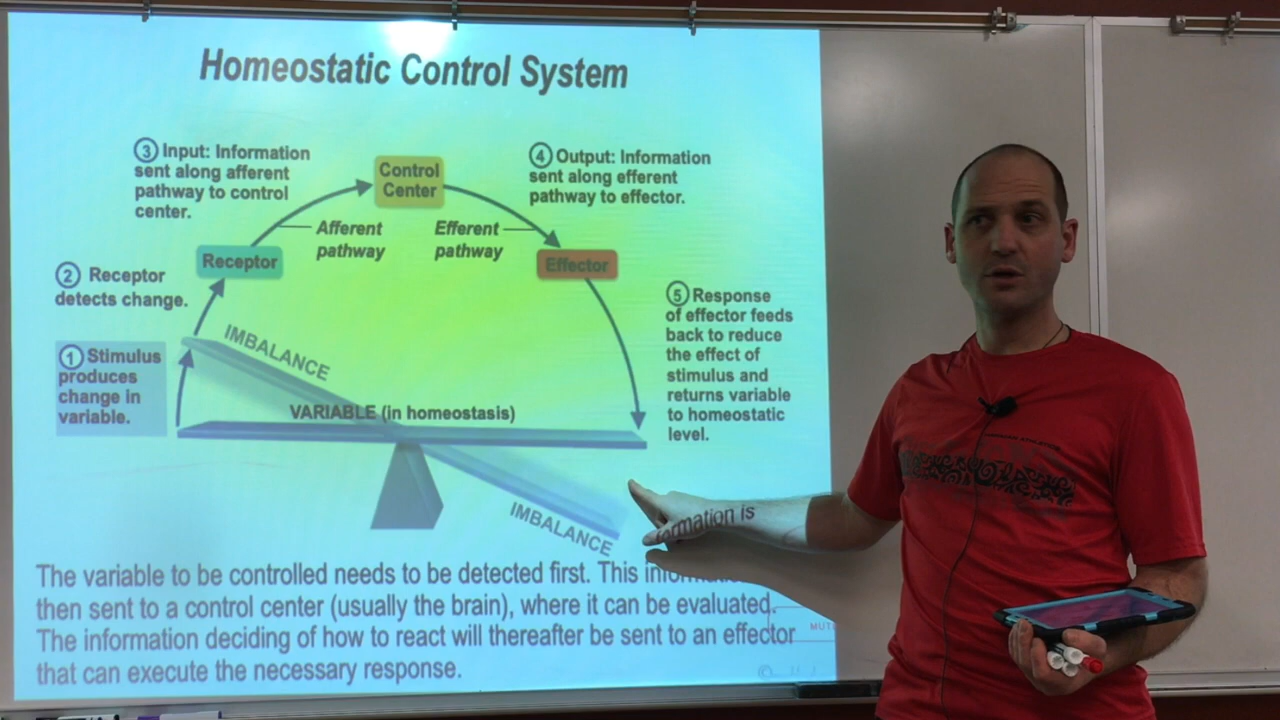 Homeostatic Control System
3 Input: Information
sent along afferent
pathway to control
center.
Control
Center
4 Output: Information
sent along efferent
pathway to effector.
Afferent
pathway
Efferent
pathway
Receptor
Effector
2 Receptor
detects change.
1 Stimulus
produces
change in
variable.
IMBALANCE
VARIABLE (in homeostasis)
IMBALANCE
5 Response
of effector feeds
back to reduce
the effect of
stimulus and
returns variable
to homeostatic
level.
The variable to be controlled needs to be detected first. This information is
then sent to a control center (usually the brain), where it can be evaluated.
The information deciding of how to react will thereafter be sent to an effector
that can execute the necessary response.